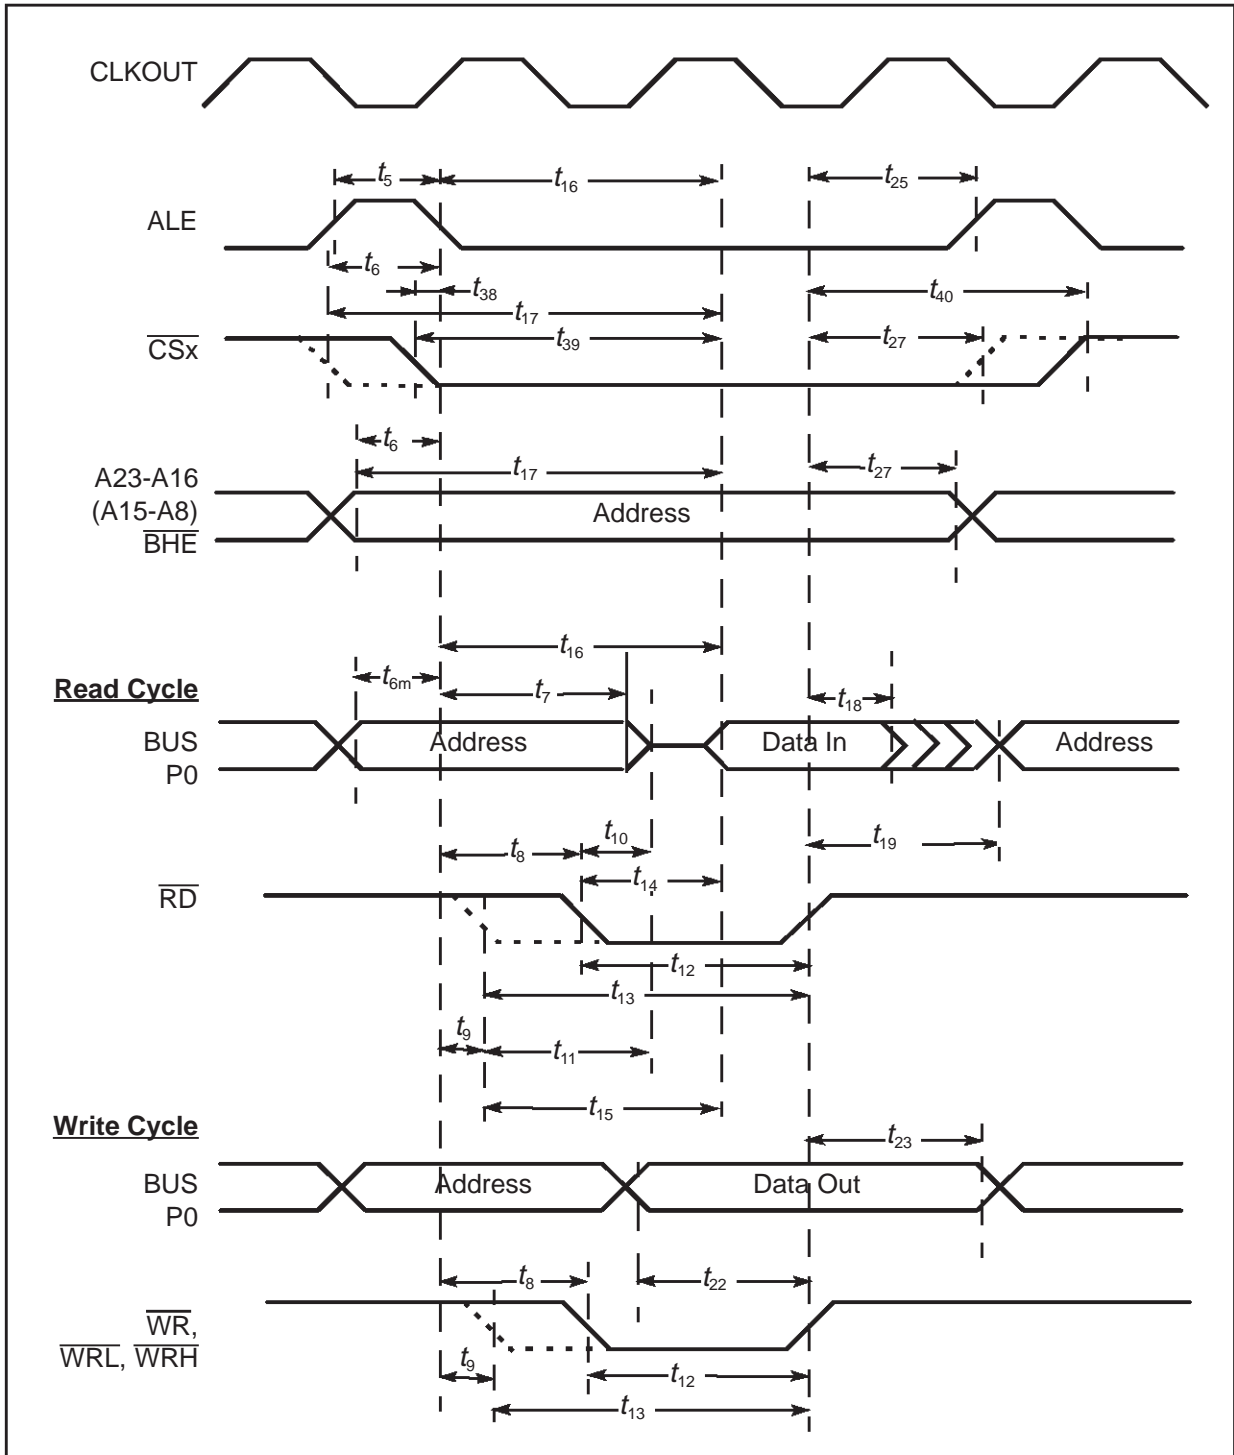 CLKOUT
t5 t16 t25
ALE
t6
t38 t40
t17
CSx t39 t27
t6
A23-A16 t17 t27
(A15-A8) Address
BHE
t16
Read Cycle t6m t7 t18
BUS Address Data In Address
P0
t8 t10 t19
RD t14
t12
t13
t9 t11
t15
Write Cycle t23
BUS Address Data Out
P0
t8 t22
WR,
WRL, WRH t9 t12
t13